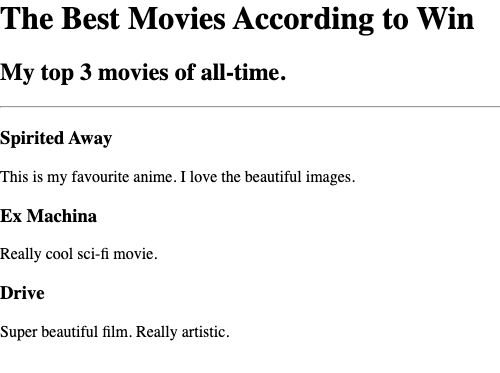 The Best Movies According to Win
My top 3 movies of all-time.
Spirited Away
This is my favourite anime. I love the beautiful images.
Ex Machina
Really cool sci-fi movie.
Drive
Super beautiful film. Really artistic.